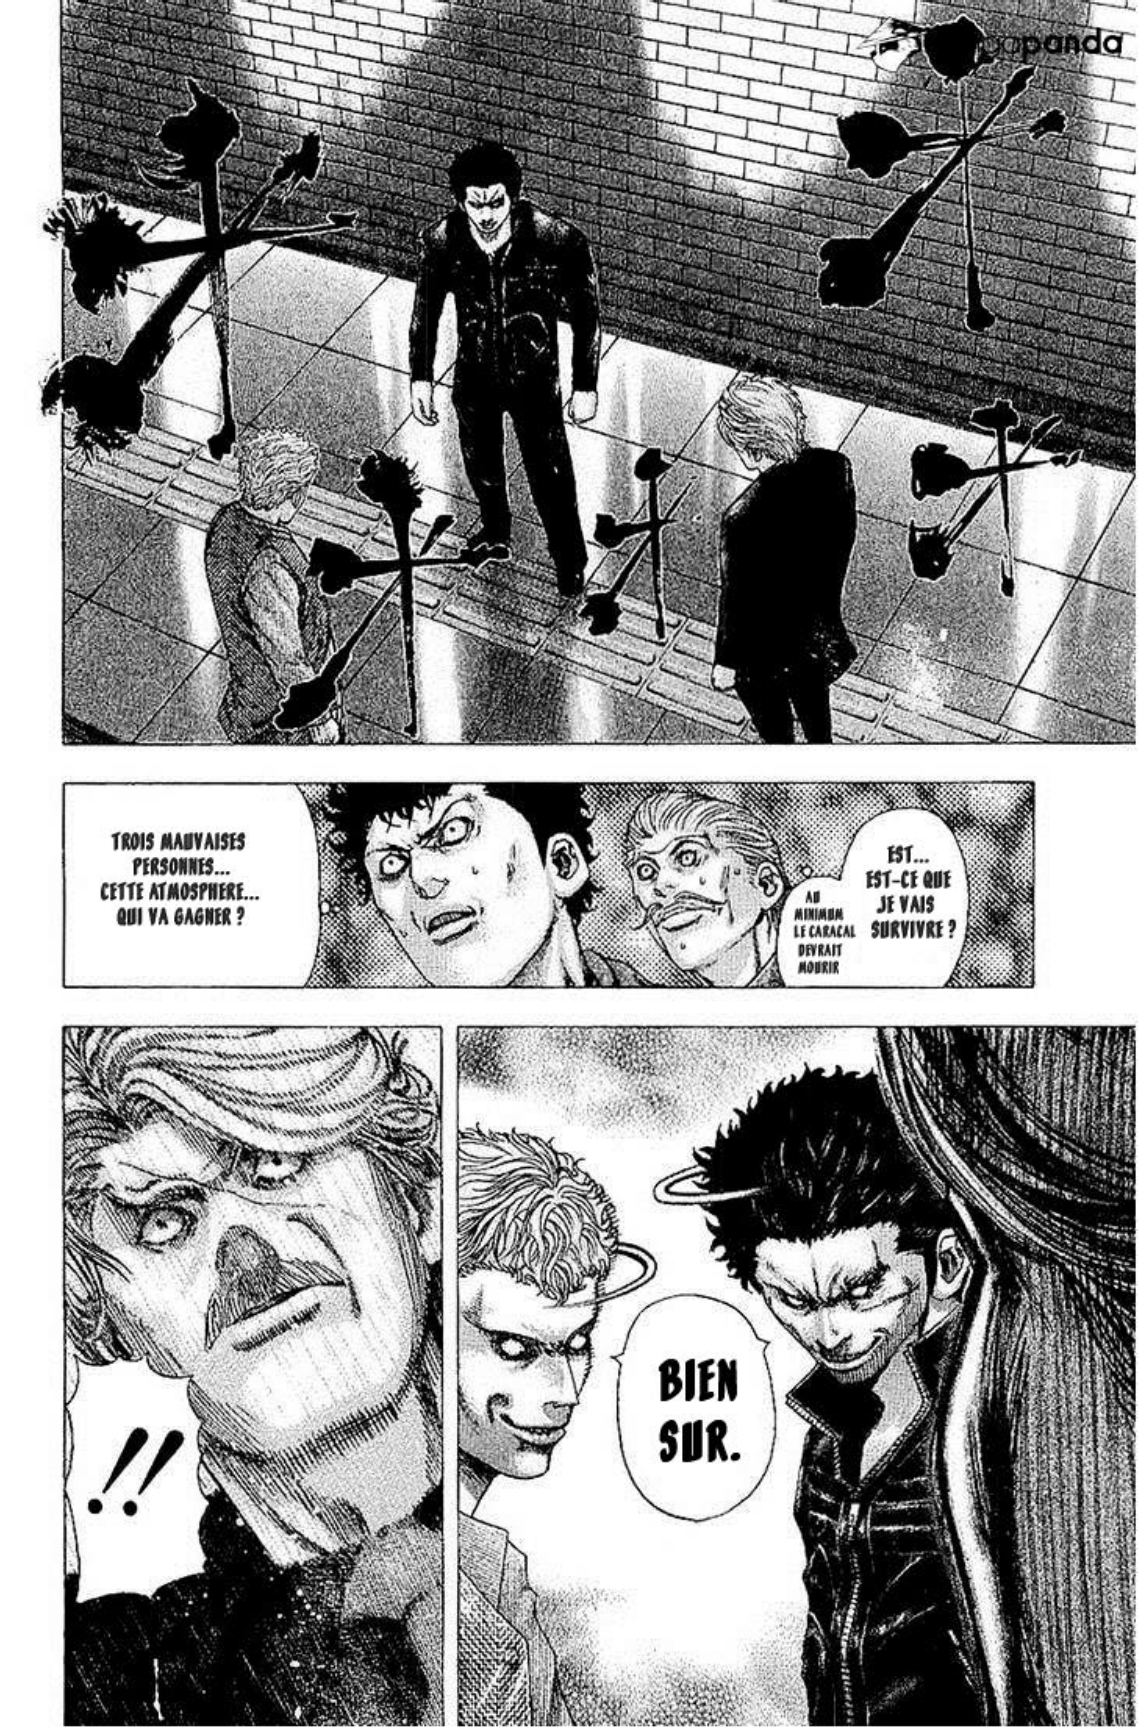 panda
EST...
EST-CE QUE
JE VAIS
SURVIVRE ?
AU
MINIMUM
LE CARACAL
DEVRAIT
MOURIR
TROIS MAUVAISES
PERSONNES...
CETTE ATMOSPHERE...
QUI VA GAGNER ?
BIEN
SUR.
!!